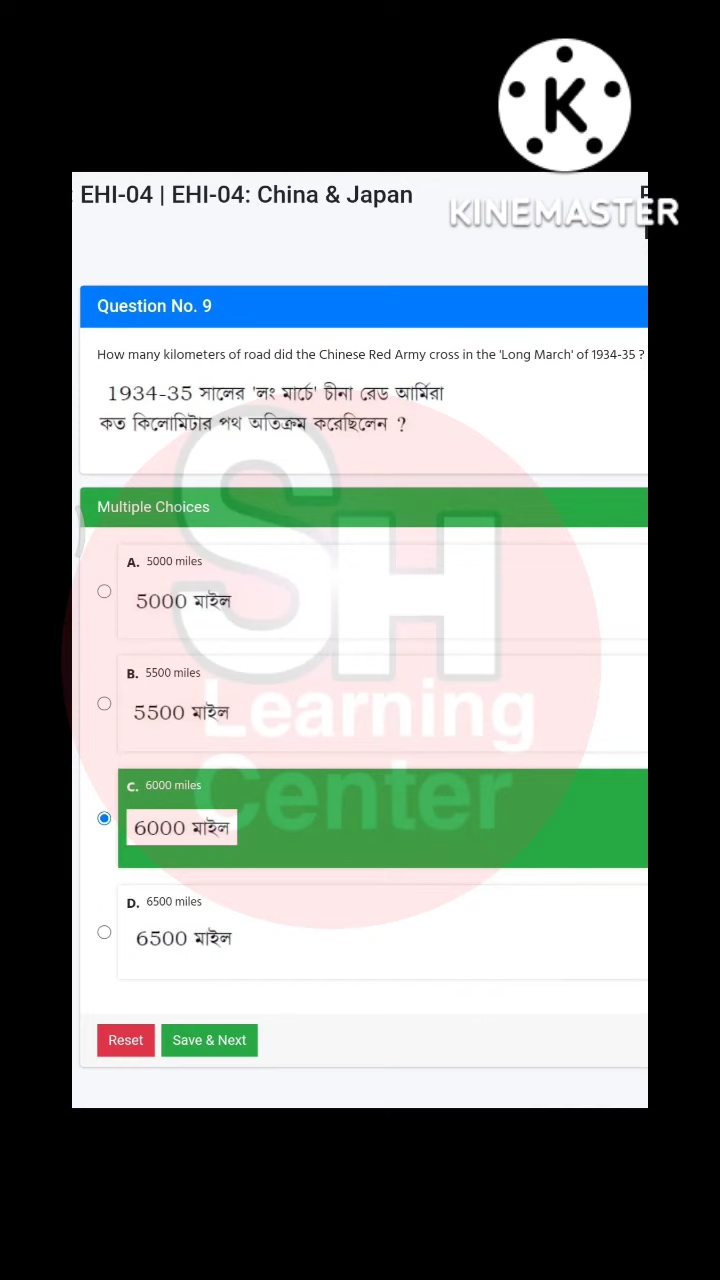 K
KINEMASTER
EHI-04 | EHI-04: China & Japan
Question No. 9
How many kilometers of road did the Chinese Red Army cross in the 'Long March' of 1934-35 ?
1934-35 সালের 'লং মার্চে' চীনা রেড আর্মিরা
কত কিলোমিটার পথ অতিক্রম করেছিলেন ?
Multiple Choices
A. 5000 miles
5000 মাইল
B. 5500 miles
5500 মাইল
C. 6000 miles
6000 মাইল
D. 6500 miles
6500 মাইল
SH
Learning
Center
Reset Save & Next